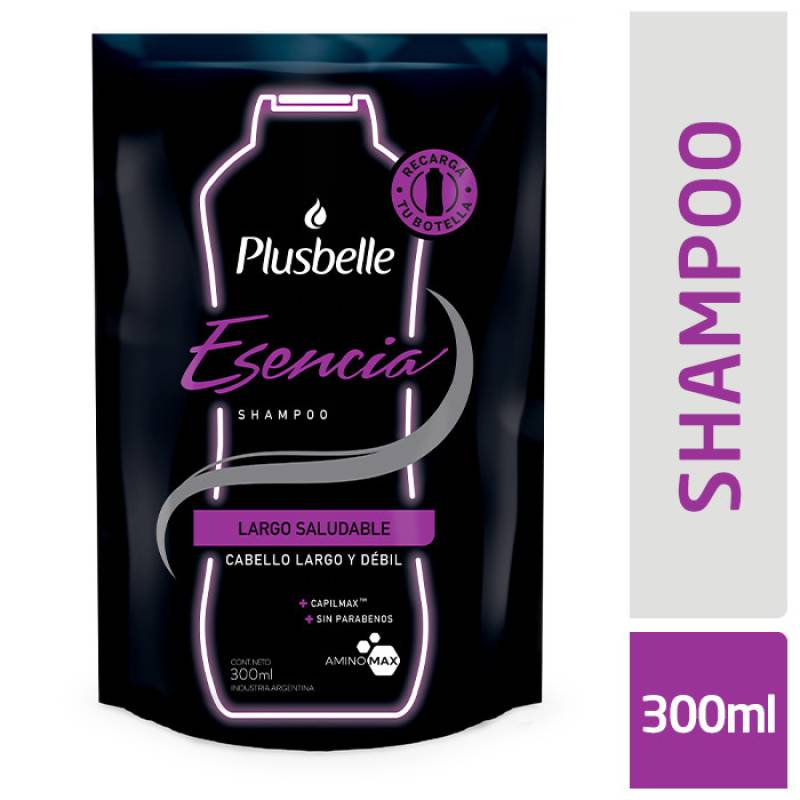 RECARGÁ
TU BOTELLA
Plusbelle
Esencia
SHAMPOO
LARGO SALUDABLE
CABELLO LARGO Y DÉBIL
+ CAPILMAX™
+ SIN PARABENOS
AMINOMAX
CONT. NETO
300ml
INDUSTRIA ARGENTINA
SHAMPOO
300ml